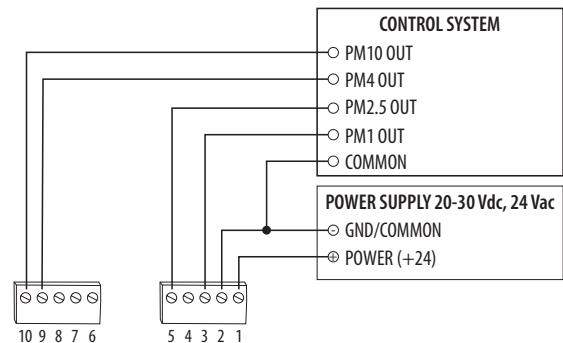 CONTROL SYSTEM
PM10 OUT
PM4 OUT
PM2.5 OUT
PM1 OUT
COMMON
POWER SUPPLY 20-30 Vdc, 24 Vac
GND/COMMON
POWER (+24)
10 9 8 7 6
5 4 3 2 1